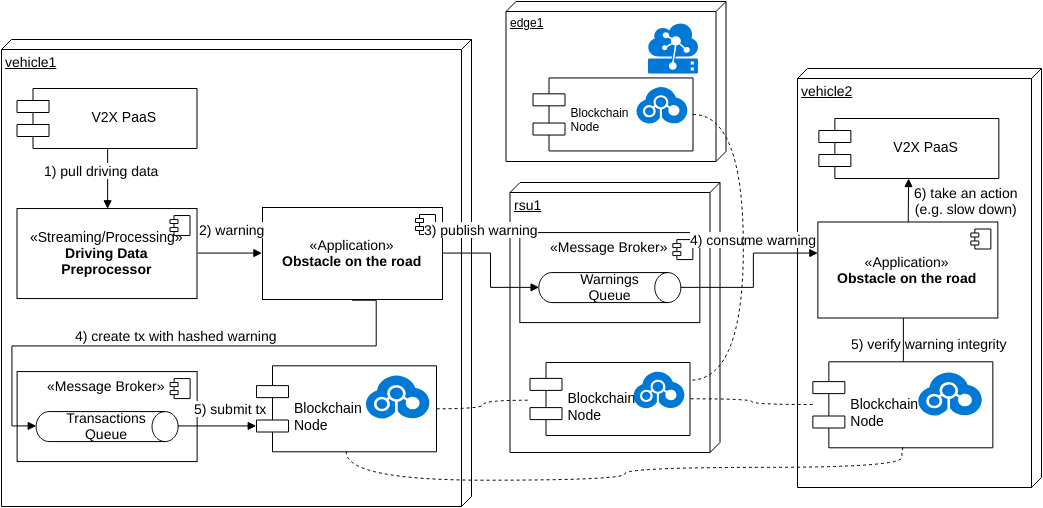 edge1
Blockchain
Node
vehicle1
V2X PaaS
1) pull driving data
«Streaming/Processing»
Driving Data
Preprocessor
2) warning
«Application»
Obstacle on the road
3) publish warning
4) create tx with hashed warning
«Message Broker»
Transactions
Queue
5) submit tx
Blockchain
Node
rsu1
«Message Broker»
Warnings
Queue
4) consume warning
Blockchain
Node
vehicle2
V2X PaaS
6) take an action
(e.g. slow down)
«Application»
Obstacle on the road
5) verify warning integrity
Blockchain
Node